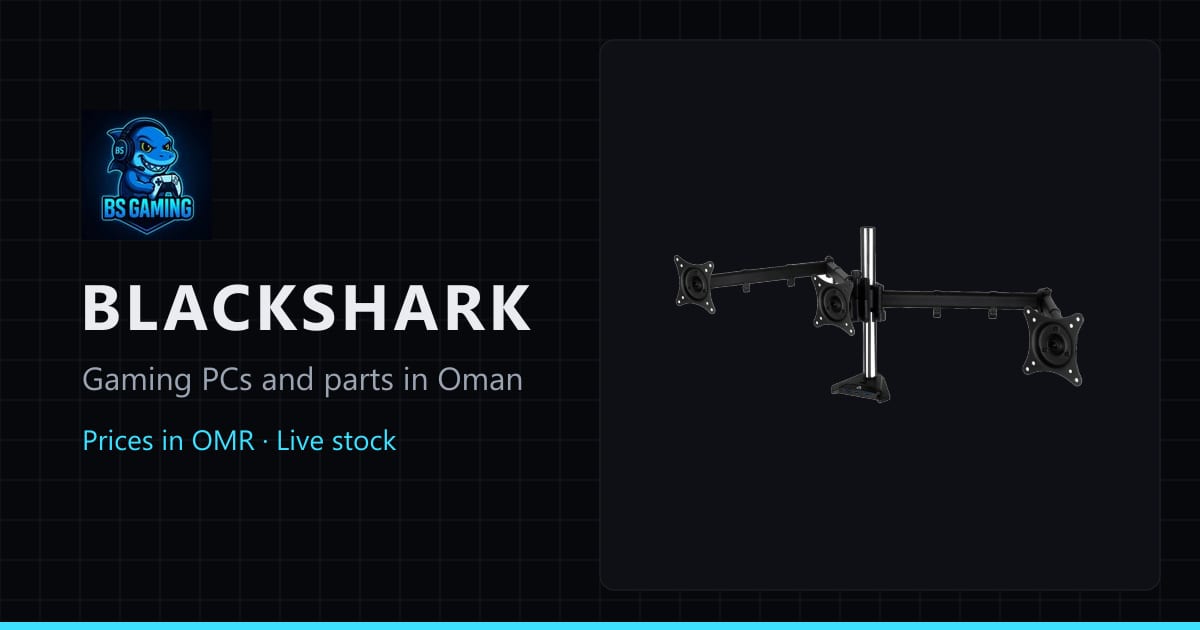 BS
BS GAMING
BLACKSHARK
Gaming PCs and parts in Oman
Prices in OMR · Live stock